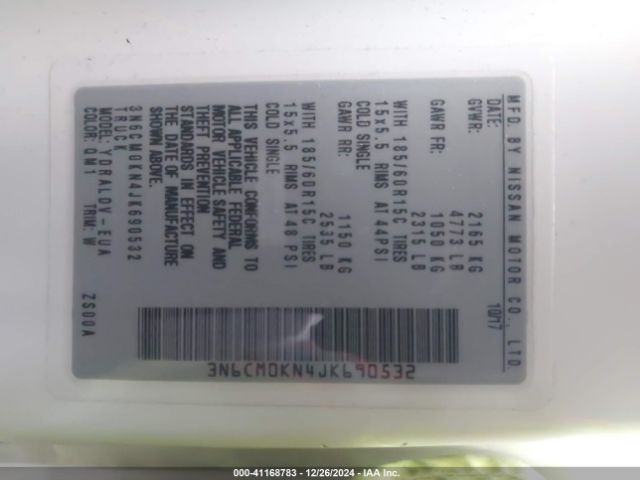 MFD. BY NISSAN MOTOR CO., LTD.
DATE: 10/17
GVWR: 2165 KG
4773 LB
GAWR FR: 1050 KG
2315 LB
WITH 185/60R15C TIRES
15x5.5 RIMS AT 44PSI
COLD SINGLE
GAWR RR: 1150 KG
2535 LB
WITH 185/60R15C TIRES
15x5.5 RIMS AT 48 PSI
COLD SINGLE
THIS VEHICLE CONFORMS TO
ALL APPLICABLE FEDERAL
MOTOR VEHICLE SAFETY AND
THEFT PREVENTION
STANDARDS IN EFFECT ON
THE DATE OF MANUFACTURE
SHOWN ABOVE.
3N6CM0KN4JK690532
TRUCK
MODEL: YDRALDV-EUA
COLOR: QM1 TRIM: W ZS00A
3N6CM0KN4JK690532
000-41168783 - 12/26/2024 - IAA Inc.